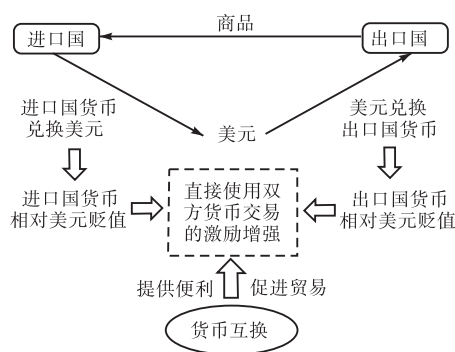 商品
进口国
出口国
进口国货币
兑换美元
美元
美元兑换
出口国货币
进口国货币
相对美元贬值
直接使用双
方货币交易
的激励增强
出口国货币
相对美元贬值
提供便利
促进贸易
货币互换